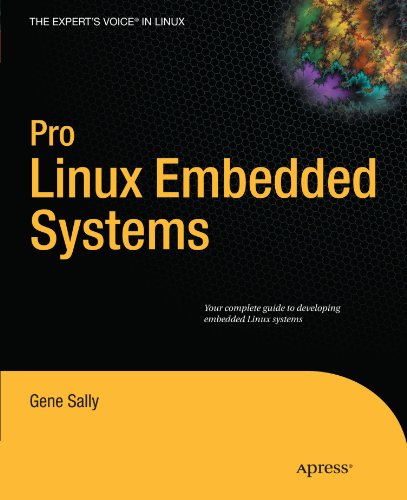 THE EXPERT'S VOICE® IN LINUX
Pro
Linux Embedded
Systems
Your complete guide to developing
embedded Linux systems
Gene Sally
Apress®